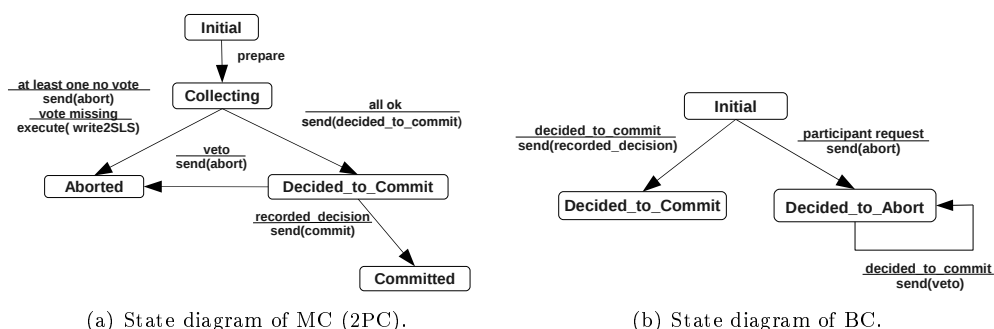 Initial
prepare
at least one no vote
send(abort)
vote missing
execute( write2SLS)
Collecting
all ok
send(decided_to_commit)
veto
send(abort)
Aborted
Decided_to_Commit
recorded_decision
send(commit)
Committed
(a) State diagram of MC (2PC).
Initial
decided_to_commit
send(recorded_decision)
participant request
send(abort)
Decided_to_Commit
Decided_to_Abort
decided_to_commit
send(veto)
(b) State diagram of BC.